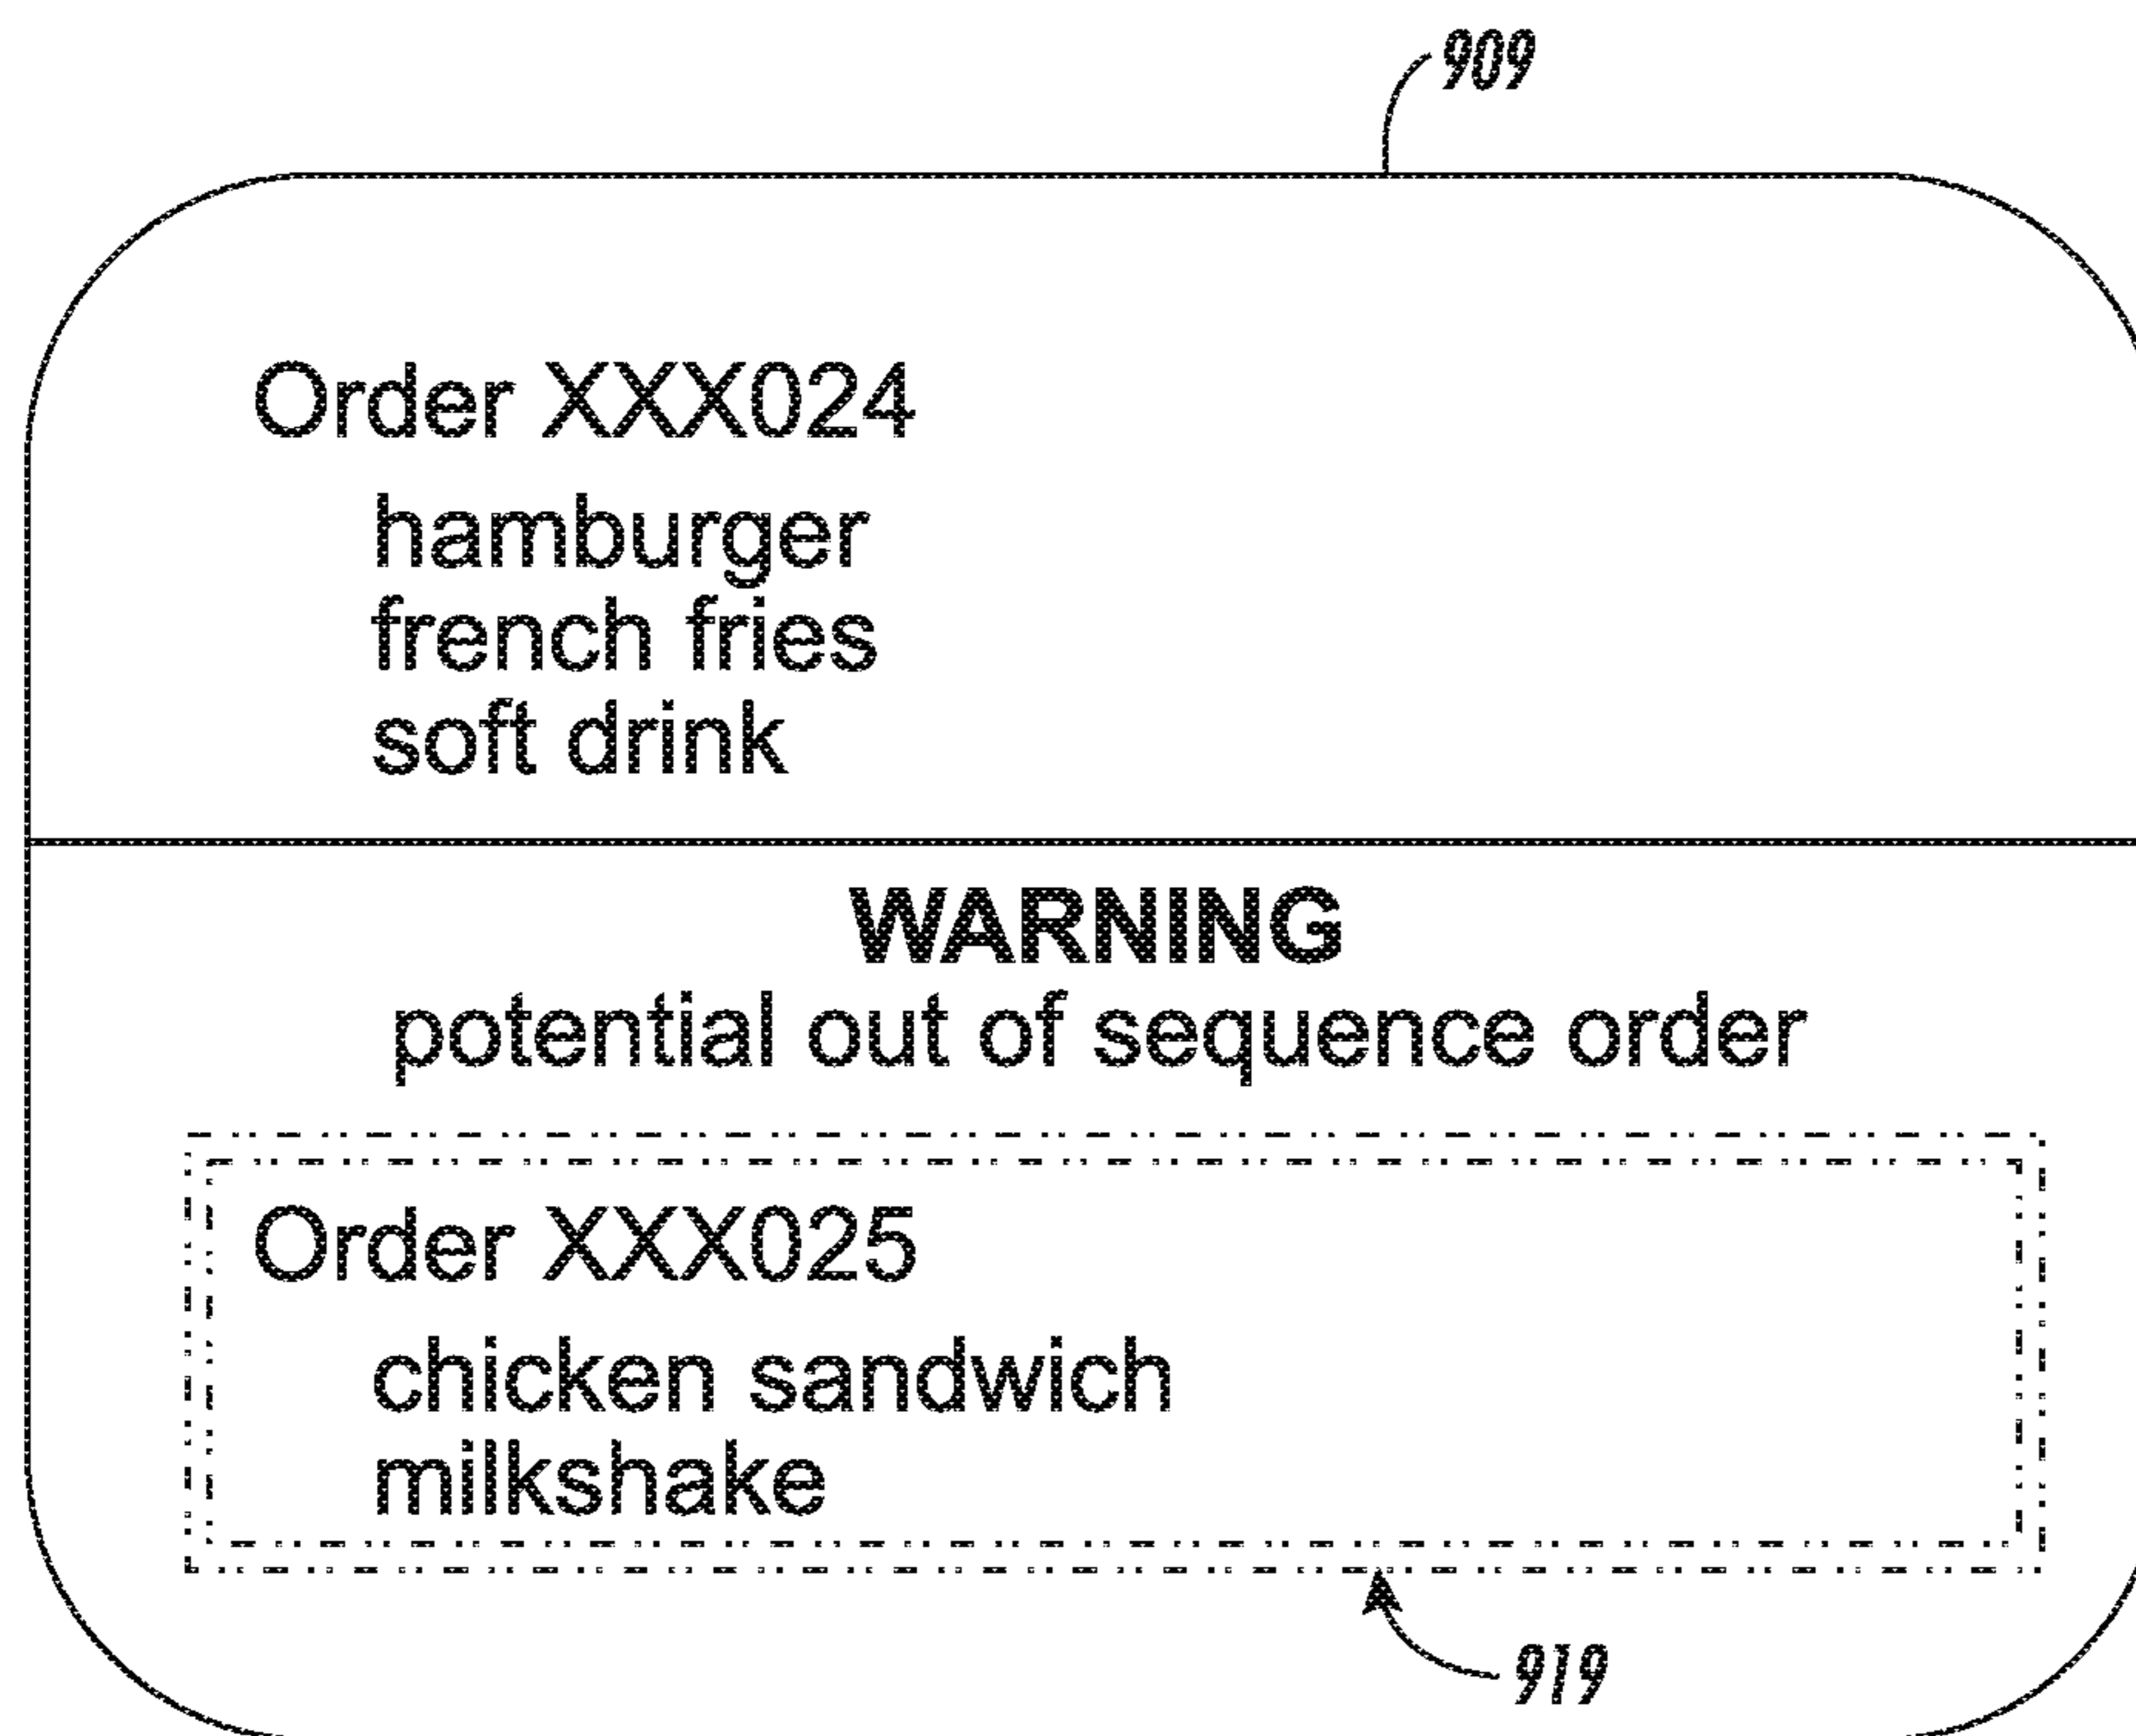 909
Order XXX024
hamburger
french fries
soft drink
WARNING
potential out of sequence order
Order XXX025
chicken sandwich
milkshake
919